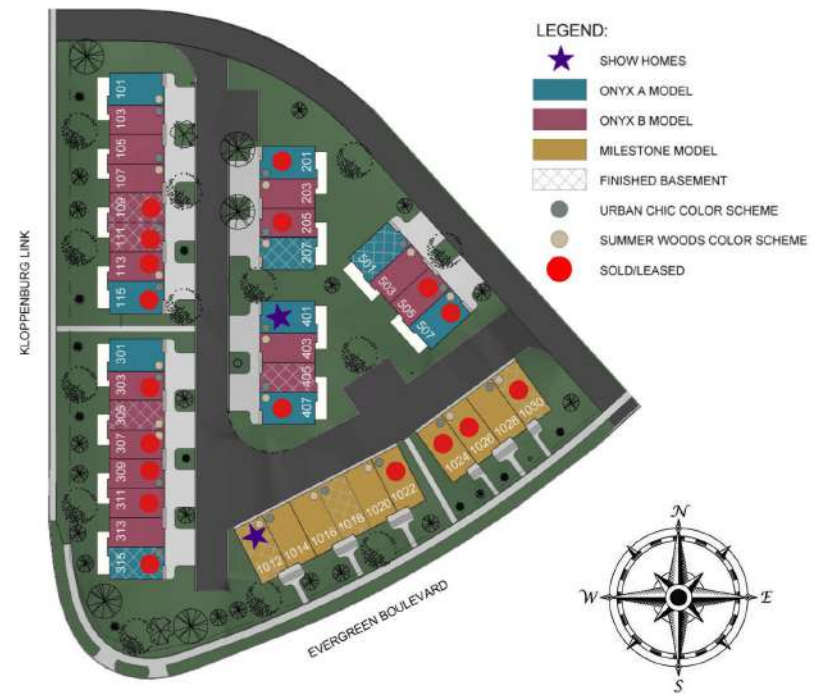 LEGEND:
SHOW HOMES
ONYX A MODEL
ONYX B MODEL
MILESTONE MODEL
FINISHED BASEMENT
URBAN CHIC COLOR SCHEME
SUMMER WOODS COLOR SCHEME
SOLD/LEASED
KLOPPENBURG LINK
101
103
105
107
109
111
113
115
301
303
305
307
309
311
313
315
201
203
205
207
401
403
405
407
501
503
505
507
1012
1014
1016
1018
1020
1022
1024
1026
1028
1030
EVERGREEN BOULEVARD
N
W
E
S